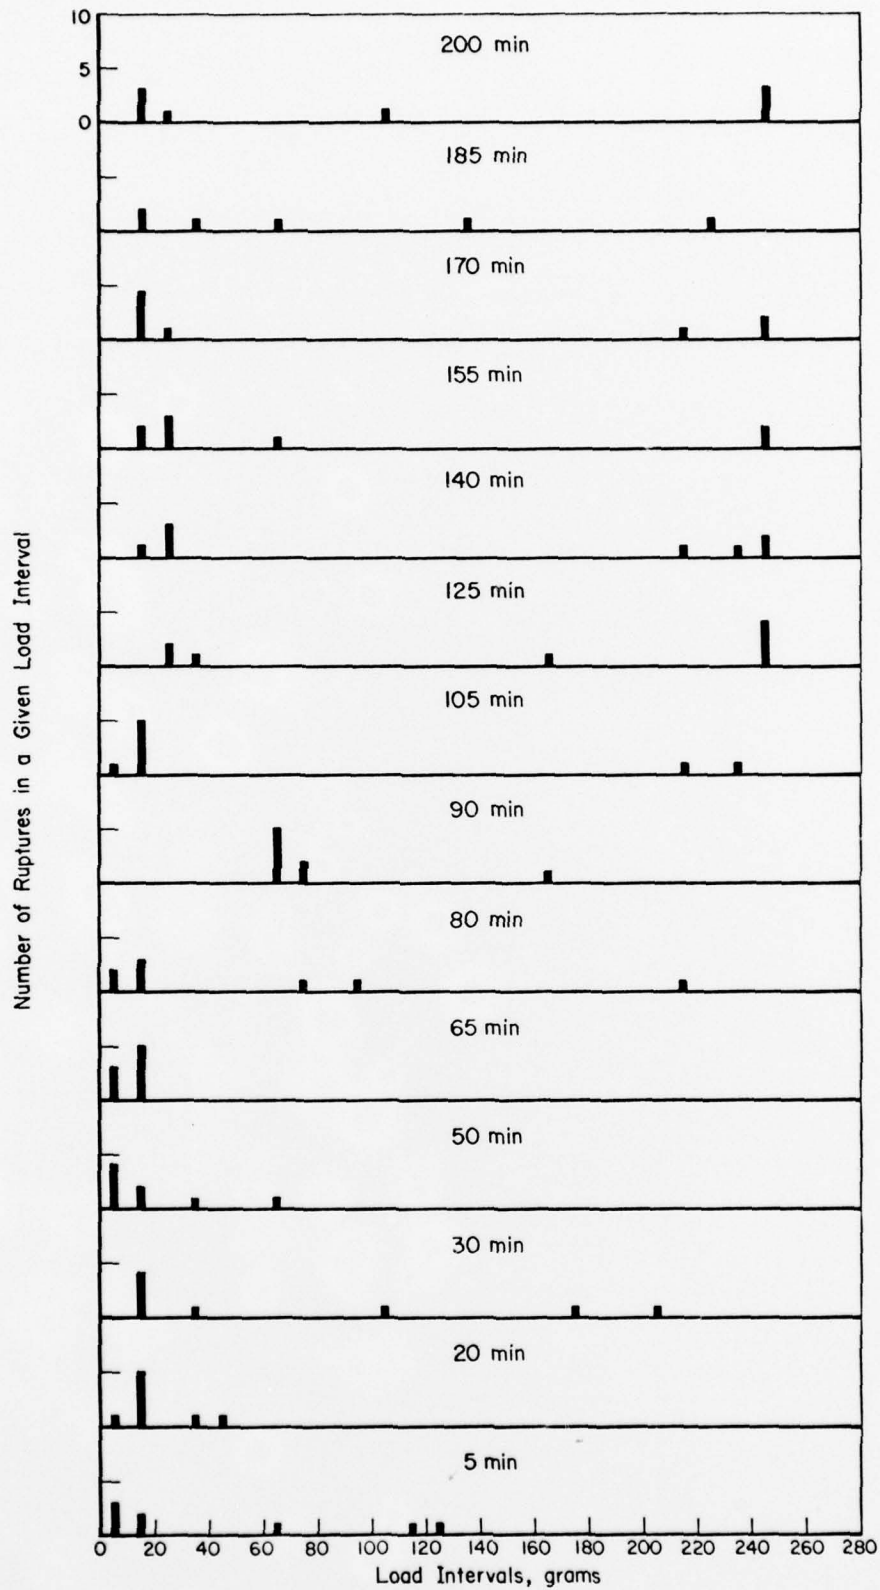 10
200 min
5
0
185 min
170 min
155 min
140 min
125 min
105 min
90 min
80 min
65 min
50 min
30 min
20 min
5 min
0 20 40 60 80 100 120 140 160 180 200 220 240 260 280
Load Intervals, grams
Number of Ruptures in a Given Load Interval